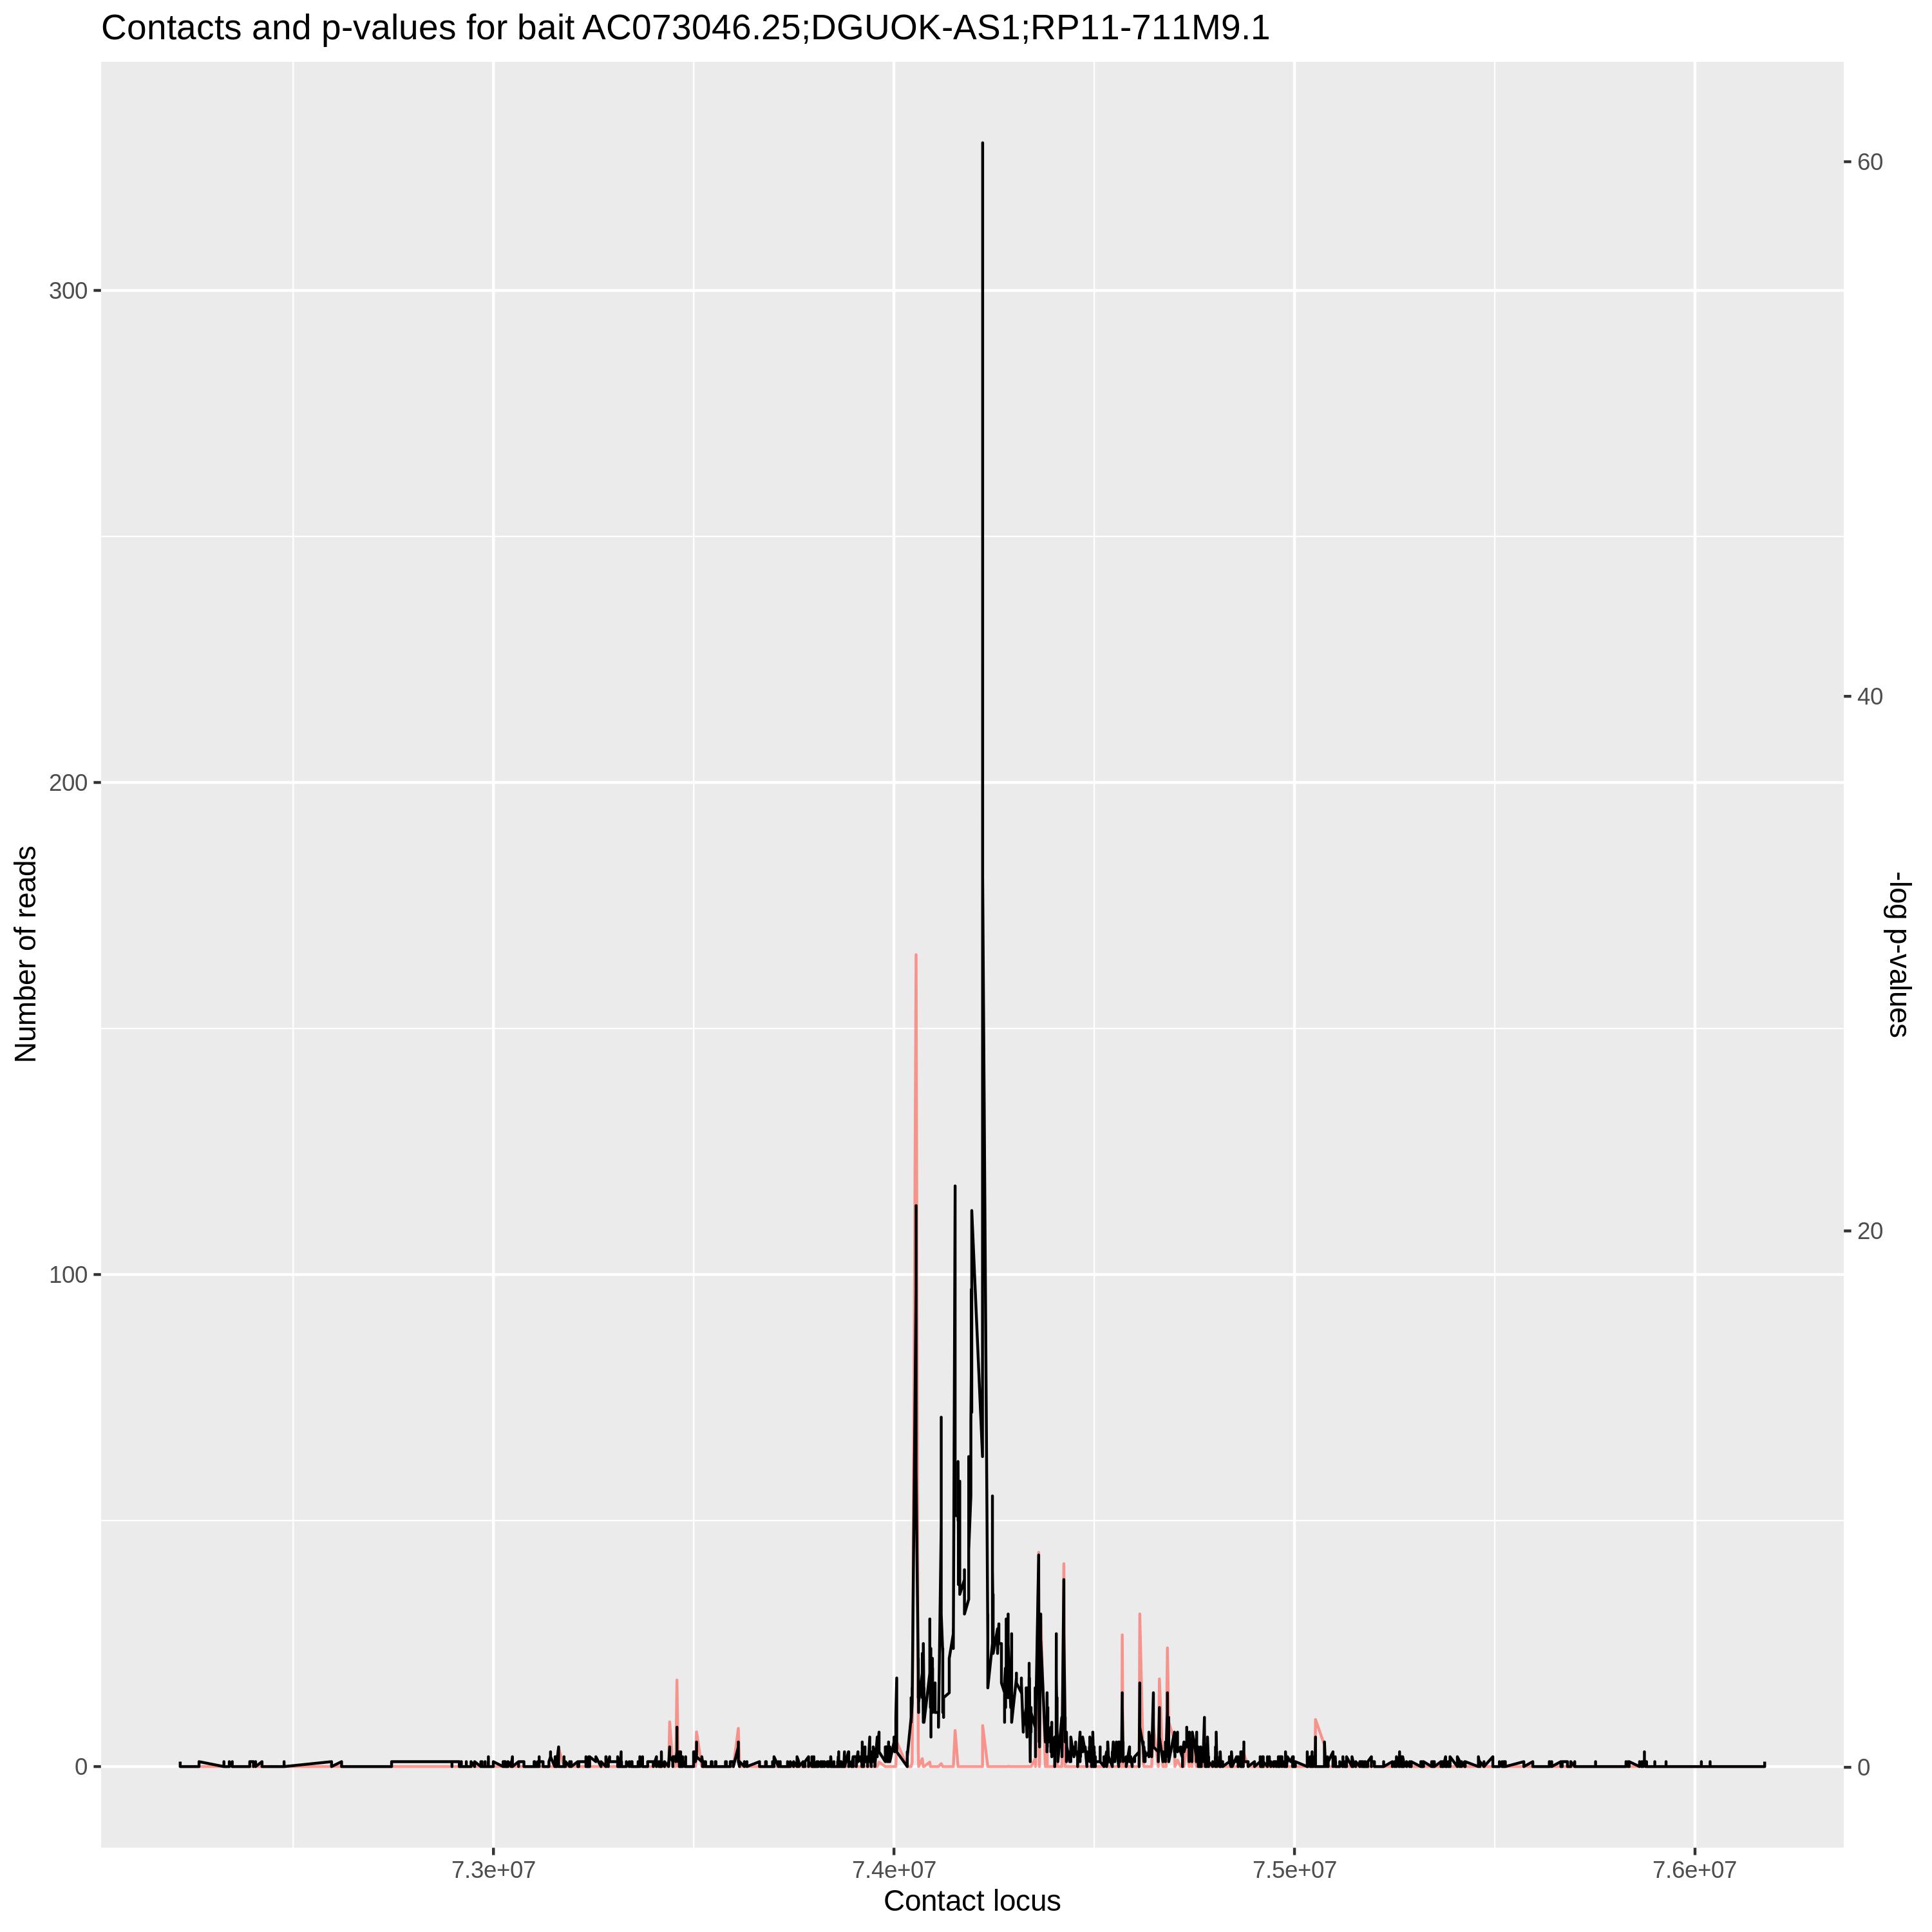 Contacts and p-values for bait AC073046.25;DGUOK-AS1;RP11-711M9.1
300
200
100
0
Number of reads
60
40
20
0
-log p-values
7.3e+07
7.4e+07
7.5e+07
7.6e+07
Contact locus